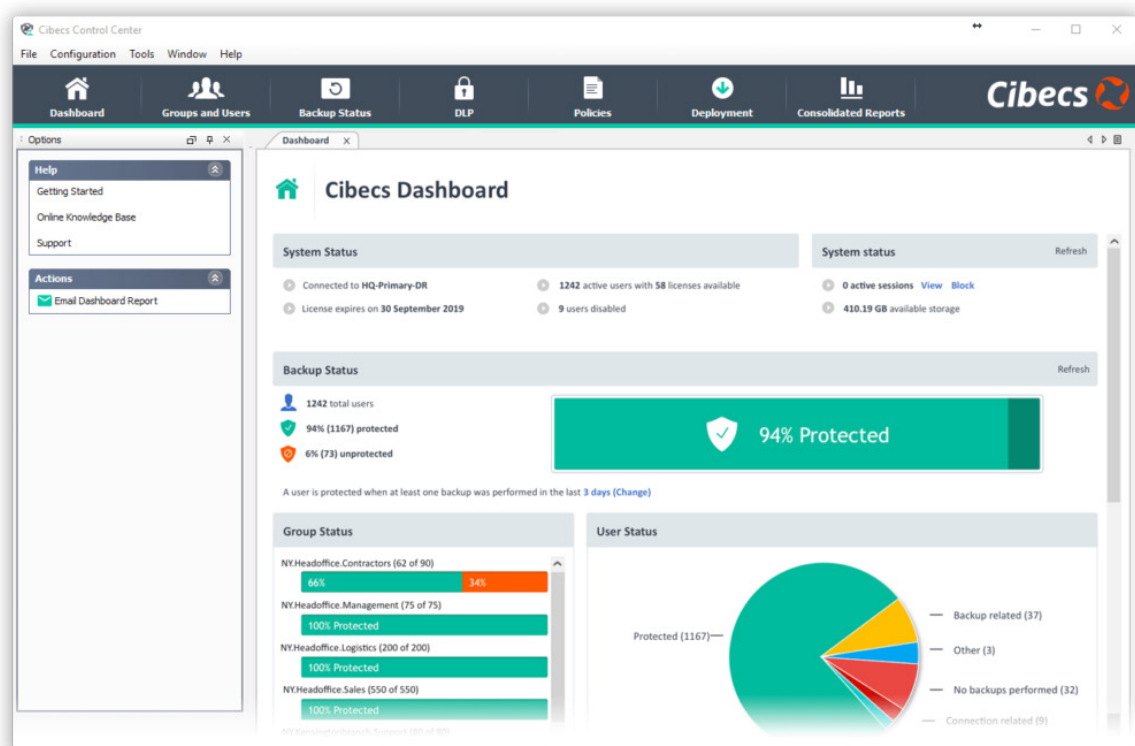 Cibecs Control Center
File Configuration Tools Window Help
Dashboard
Groups and Users
Backup Status
DLP
Policies
Deployment
Consolidated Reports
Cibecs
Options
Dashboard
Help
Getting Started
Online Knowledge Base
Support
Actions
Email Dashboard Report
Cibecs Dashboard
System Status
Connected to HQ-Primary-DR
1242 active users with 58 licenses available
License expires on 30 September 2019
9 users disabled
System status
Refresh
0 active sessions View Block
410.19 GB available storage
Backup Status
Refresh
1242 total users
94% (1167) protected
6% (73) unprotected
94% Protected
A user is protected when at least one backup was performed in the last 3 days (Change)
Group Status
NY.Headoffice.Contractors (62 of 90)
66%
34%
NY.Headoffice.Management (75 of 75)
100% Protected
NY.Headoffice.Logistics (200 of 200)
100% Protected
NY.Headoffice.Sales (550 of 550)
100% Protected
User Status
Protected (1167)
Backup related (37)
Other (3)
No backups performed (32)
Connection related (9)